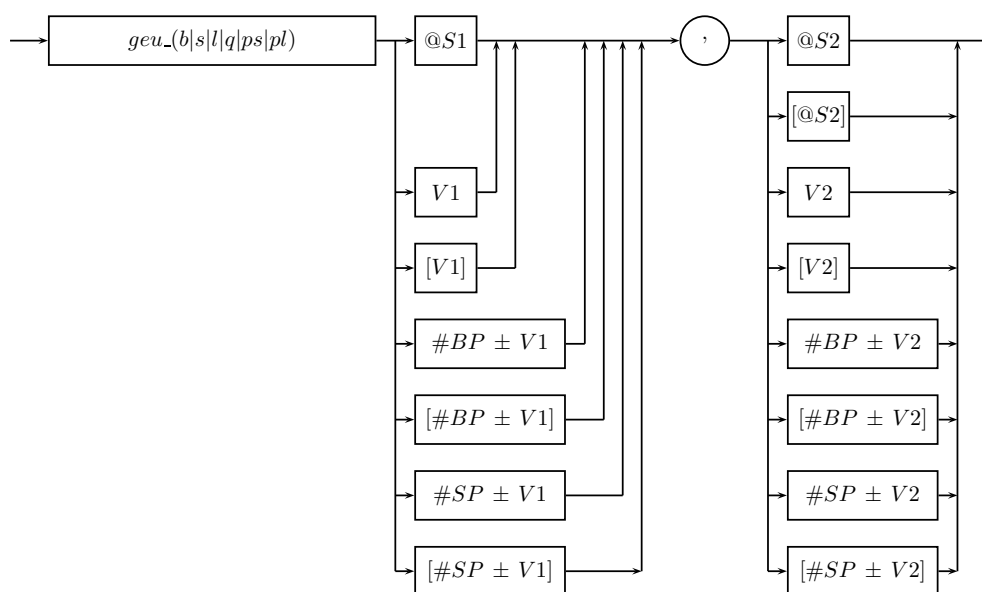 geu_(b|s|l|q|ps|pl) @S1 , @S2
[@S2]
V1 V2
[V1] [V2]
#BP ± V1 #BP ± V2
[#BP ± V1] [#BP ± V2]
#SP ± V1 #SP ± V2
[#SP ± V1] [#SP ± V2]